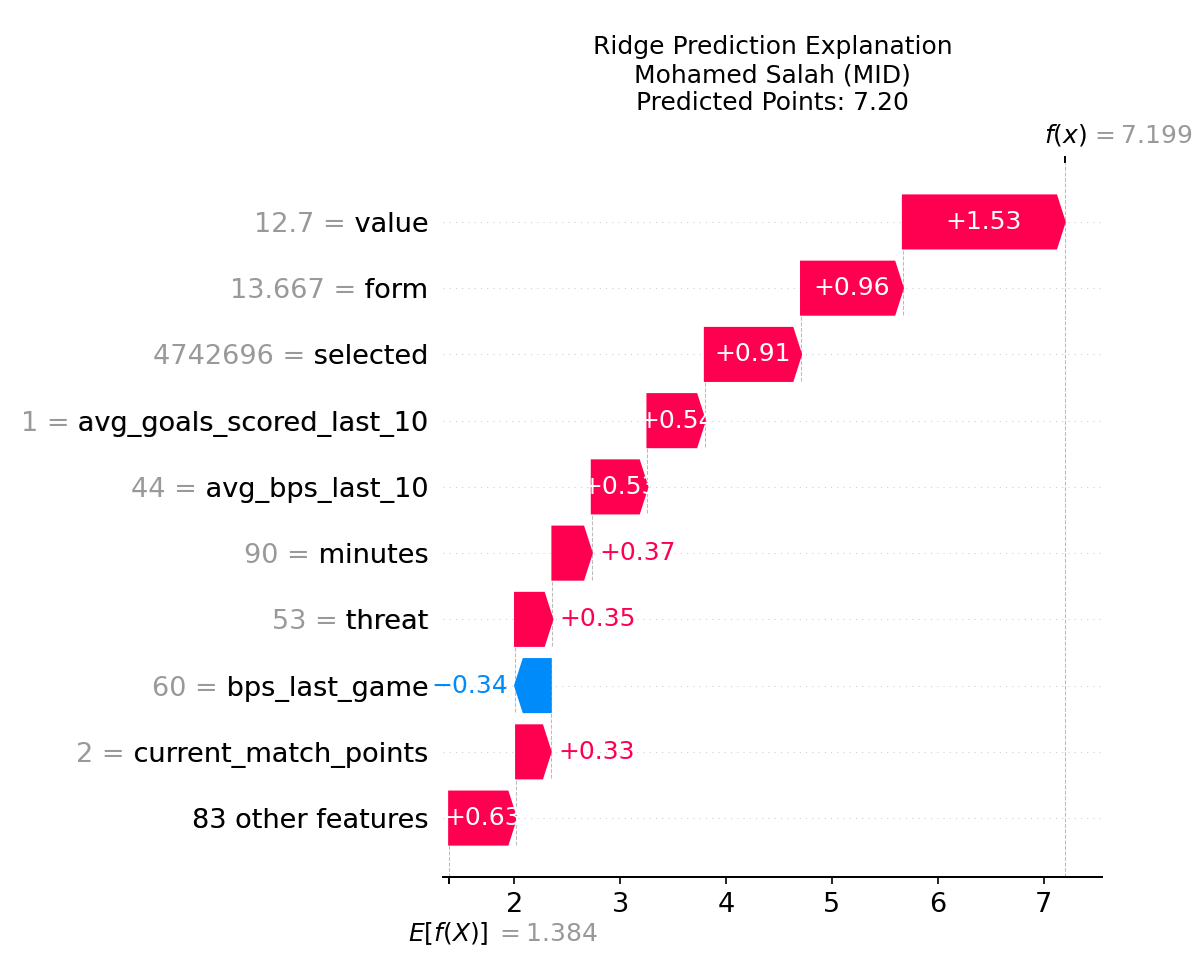 Ridge Prediction Explanation
Mohamed Salah (MID)
Predicted Points: 7.20
f(x) = 7.199
12.7 = value
+1.53
13.667 = form
+0.96
4742696 = selected
+0.91
1 = avg_goals_scored_last_10
+0.54
44 = avg_bps_last_10
90 = minutes
+0.37
53 = threat
+0.35
60 = bps_last_game
−0.34
2 = current_match_points
+0.33
83 other features
+0.63
2 3 4 5 6 7
E[f(X)] = 1.384